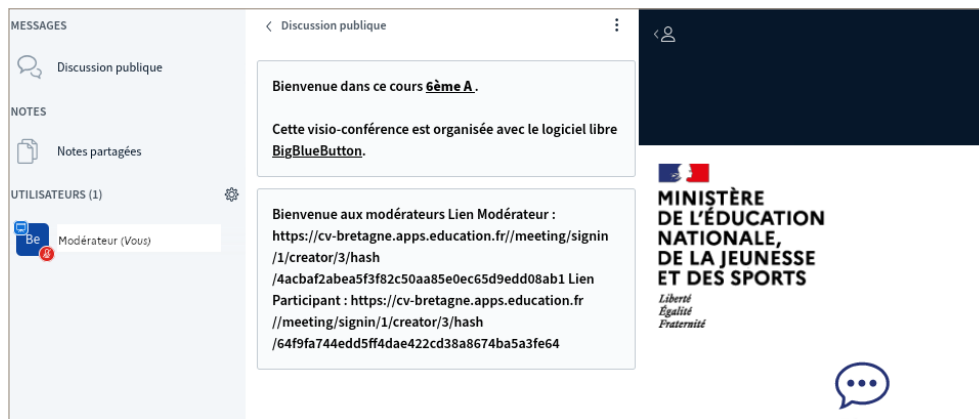 MESSAGES
Discussion publique
NOTES
Notes partagées
UTILISATEURS (1)
Be
Modérateur (Vous)
Discussion publique
Bienvenue dans ce cours 6ème A .
Cette visio-conférence est organisée avec le logiciel libre
BigBlueButton.
Bienvenue aux modérateurs Lien Modérateur :
https://cv-bretagne.apps.education.fr//meeting/signin
/1/creator/3/hash
/4acbaf2abea5f3f82c50aa85e0ec65d9edd08ab1 Lien
Participant : https://cv-bretagne.apps.education.fr
//meeting/signin/1/creator/3/hash
/64f9fa744edd5ff4dae422cd38a8674ba5a3fe64
MINISTÈRE
DE L'ÉDUCATION
NATIONALE,
DE LA JEUNESSE
ET DES SPORTS
Liberté
Égalité
Fraternité